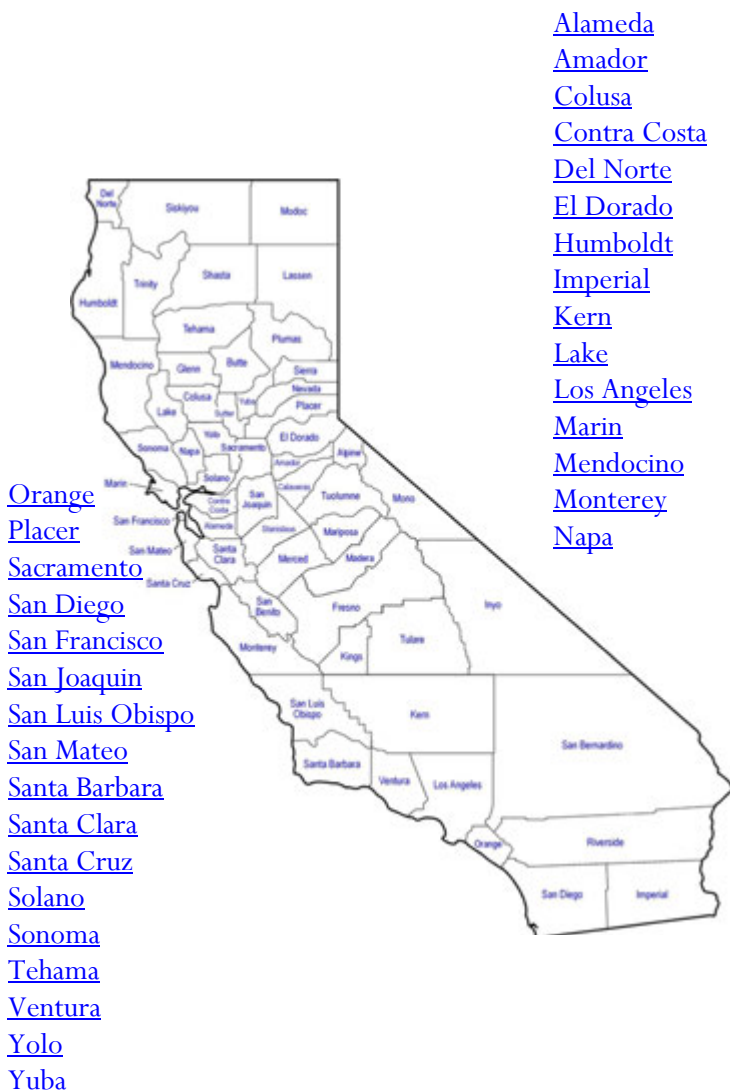 Alameda
Amador
Colusa
Contra Costa
Del Norte
El Dorado
Humboldt
Imperial
Kern
Lake
Los Angeles
Marin
Mendocino
Monterey
Napa
Orange
Placer
Sacramento
San Diego
San Francisco
San Joaquin
San Luis Obispo
San Mateo
Santa Barbara
Santa Clara
Santa Cruz
Solano
Sonoma
Tehama
Ventura
Yolo
Yuba
Del
Norte
Siskiyou
Modoc
Trinity
Shasta
Lassen
Humboldt
Tehama
Plumas
Mendocino
Glenn
Butte
Sierra
Nevada
Colusa
Yuba
Placer
Lake
Sutter
Sonoma
Napa
Yolo
Sacramento
El Dorado
Amador
Alpine
Solano
Marin
Contra
Costa
San
Joaquin
Calaveras
Tuolumne
Mono
San Francisco
Alameda
Stanislaus
Mariposa
San Mateo
Santa
Clara
Merced
Madera
Santa Cruz
San
Benito
Fresno
Inyo
Monterey
Kings
Tulare
San Luis
Obispo
Kern
San Bernardino
Santa Barbara
Ventura
Los Angeles
Orange
Riverside
San Diego
Imperial